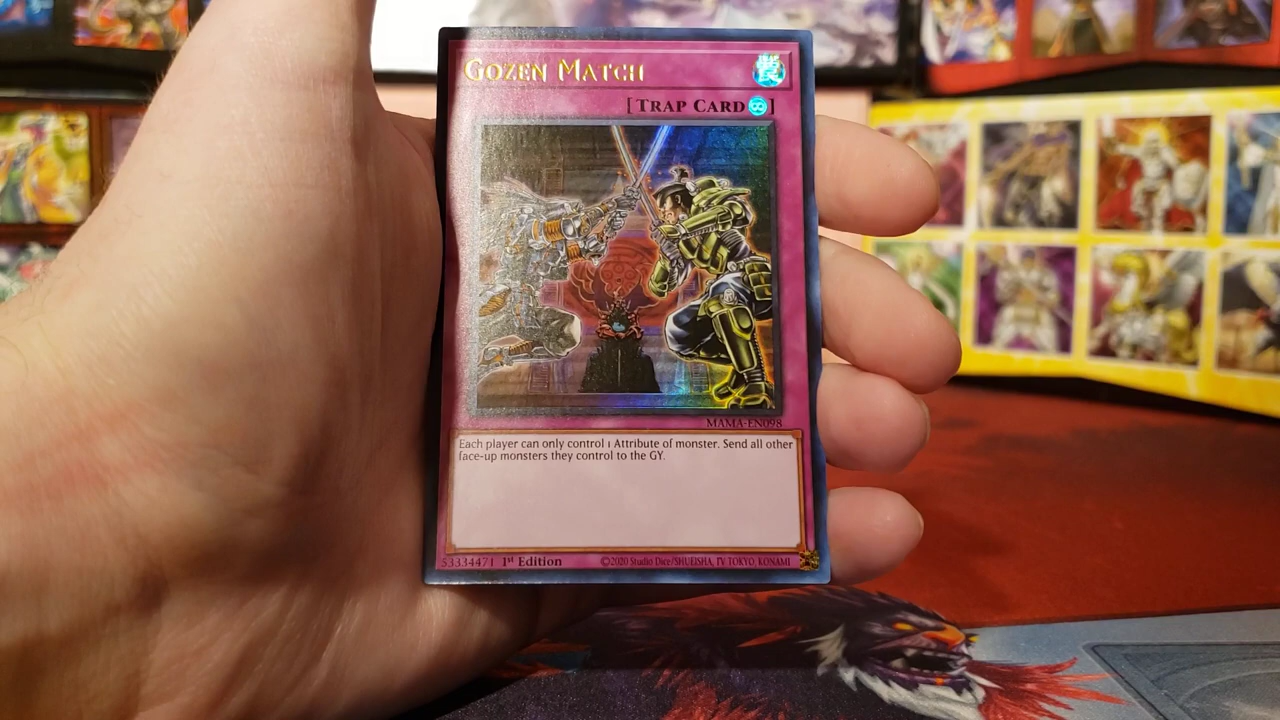 Gozen Match
罠
[Trap Card]
MAMA-EN098
Each player can only control 1 Attribute of monster. Send all other
face-up monsters they control to the GY.
53334471 1st Edition ©2020 Studio Dice/SHUEISHA, TV TOKYO, KONAMI